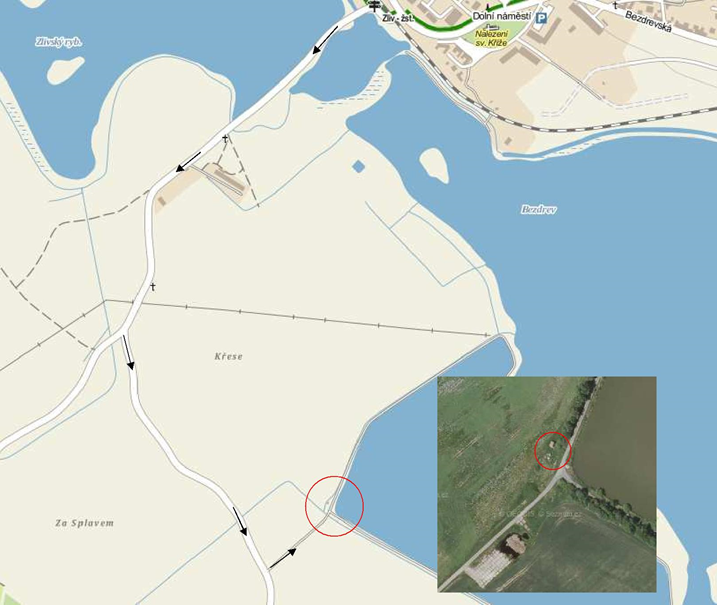 Zliv - žst.
Dolní náměstí
P
Nalezení
sv. Kříže
Bezdrevská
Zlivský ryb.
Bezdrev
Křese
Za Splavem